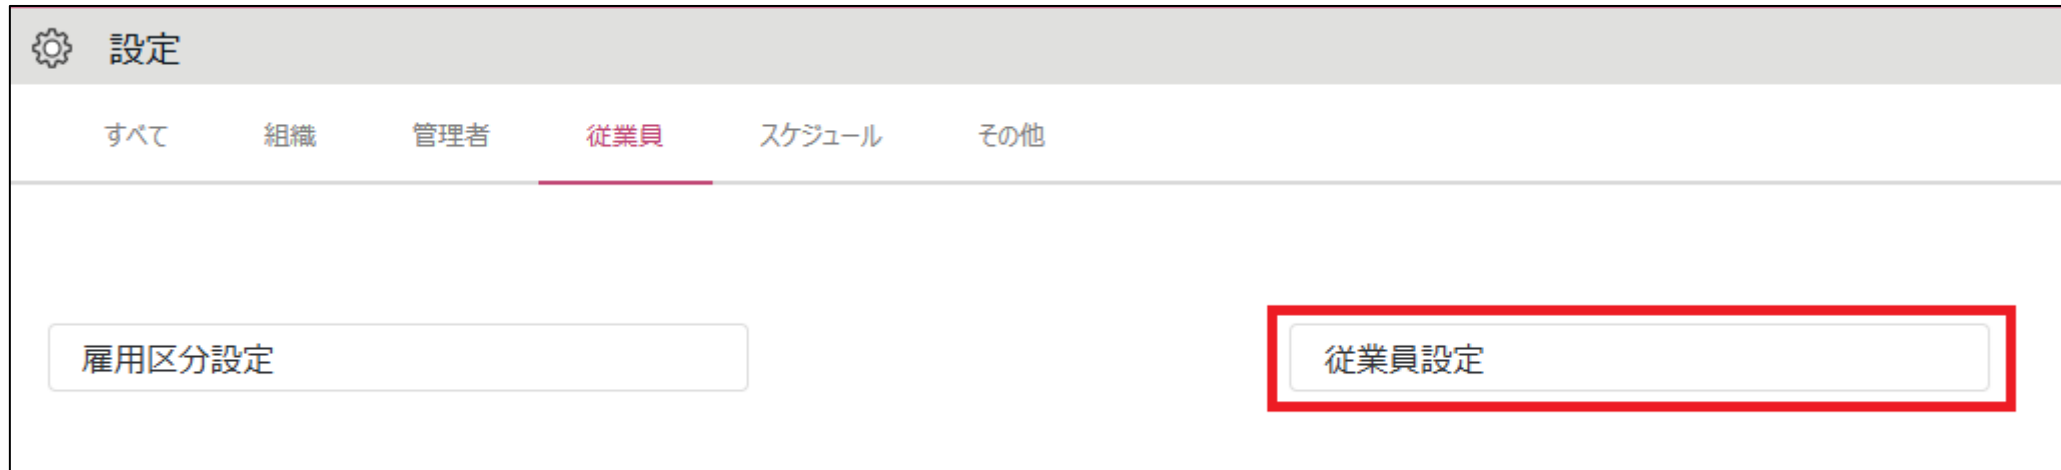 設定
すべて 組織 管理者 従業員 スケジュール その他
雇用区分設定 従業員設定